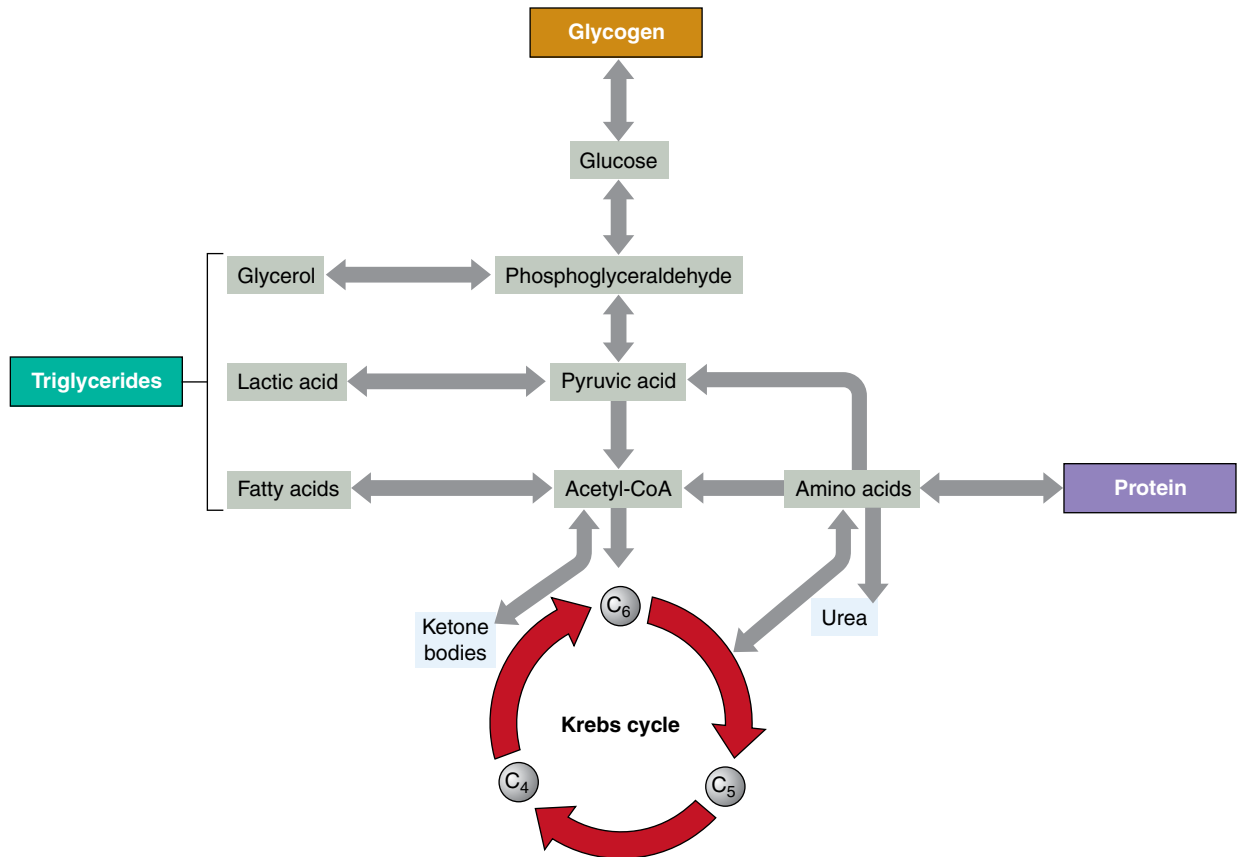 Glycogen
Glucose
Glycerol
Phosphoglyceraldehyde
Triglycerides
Lactic acid
Pyruvic acid
Fatty acids
Acetyl-CoA
Amino acids
Protein
Ketone
bodies
C6
Urea
Krebs cycle
C4
C5